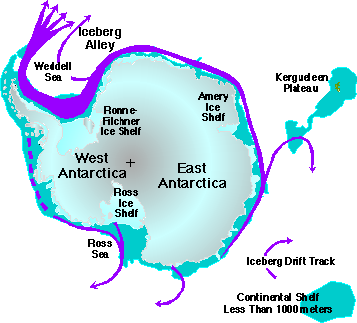 Iceberg
Alley
Weddell
Sea
Kergudeen
Plateau
Amery
Ice
Shelf
Ronne-
Filchner
Ice Shelf
West
Antarctica
East
Antarctica
Ross
Ice
Shelf
Ross
Sea
Iceberg Drift Track
Continental Shelf
Less Than 1000 meters